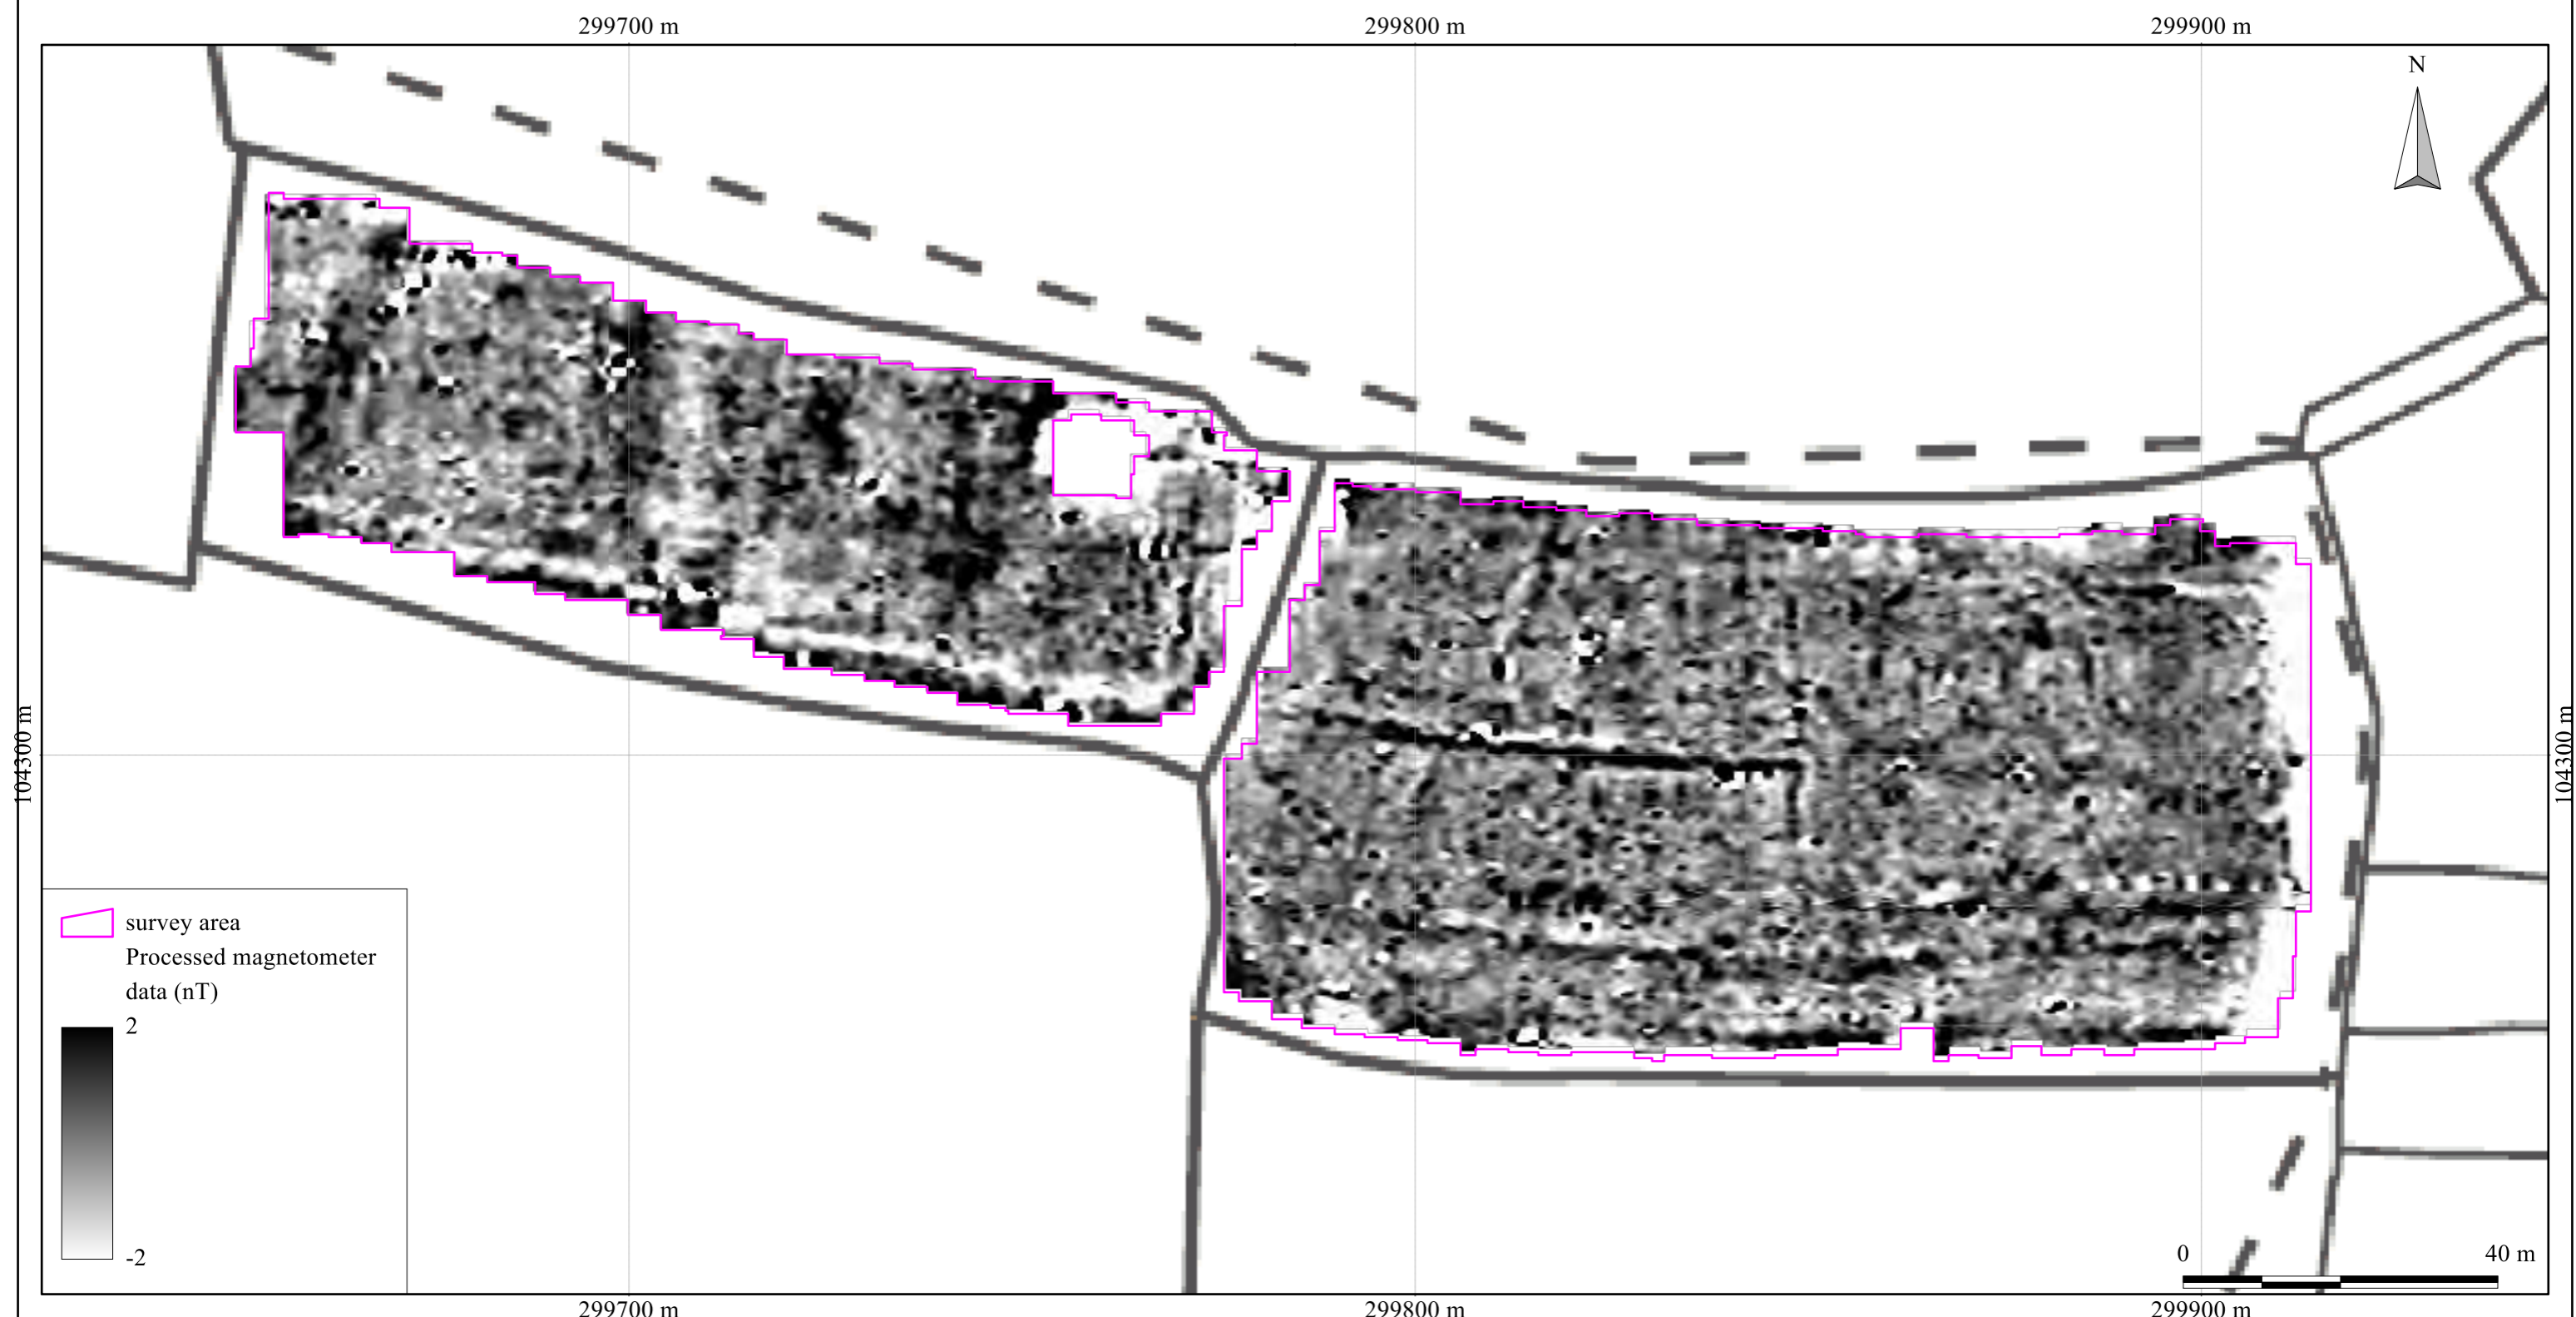 299700 m
299800 m
299900 m
N
104300 m
104300 m
survey area
Processed magnetometer
data (nT)
2
-2
0
40 m
299700 m
299800 m
299900 m